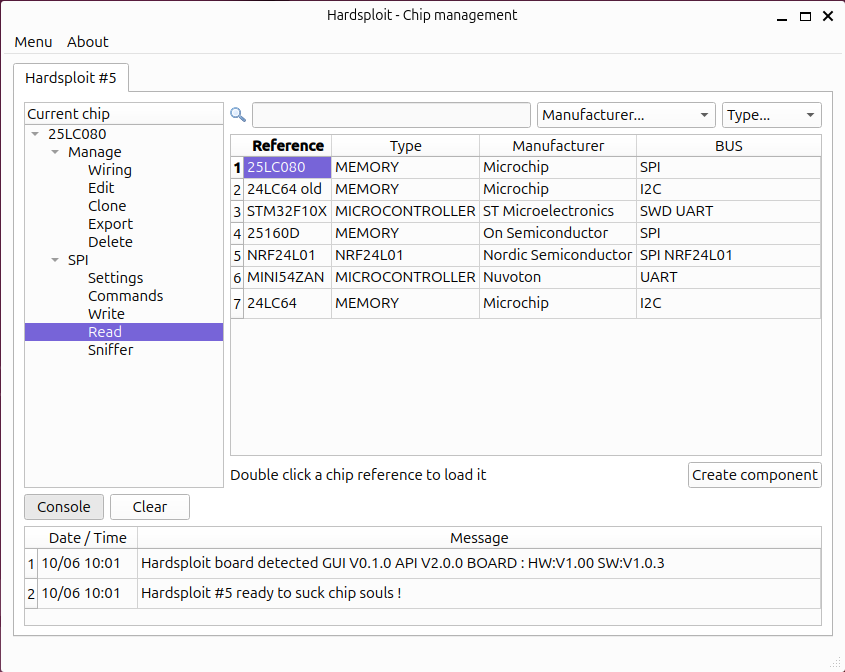 Hardsploit - Chip management
Menu About
Hardsploit #5
Current chip
25LC080
Manage
Wiring
Edit
Clone
Export
Delete
SPI
Settings
Commands
Write
Read
Sniffer
Manufacturer... Type...
Reference Type Manufacturer BUS
1 25LC080 MEMORY Microchip SPI
2 24LC64 old MEMORY Microchip I2C
3 STM32F10X MICROCONTROLLER ST Microelectronics SWD UART
4 25160D MEMORY On Semiconductor SPI
5 NRF24L01 NRF24L01 Nordic Semiconductor SPI NRF24L01
6 MINI54ZAN MICROCONTROLLER Nuvoton UART
7 24LC64 MEMORY Microchip I2C
Double click a chip reference to load it Create component
Console Clear
Date / Time Message
1 10/06 10:01 Hardsploit board detected GUI V0.1.0 API V2.0.0 BOARD : HW:V1.00 SW:V1.0.3
2 10/06 10:01 Hardsploit #5 ready to suck chip souls !